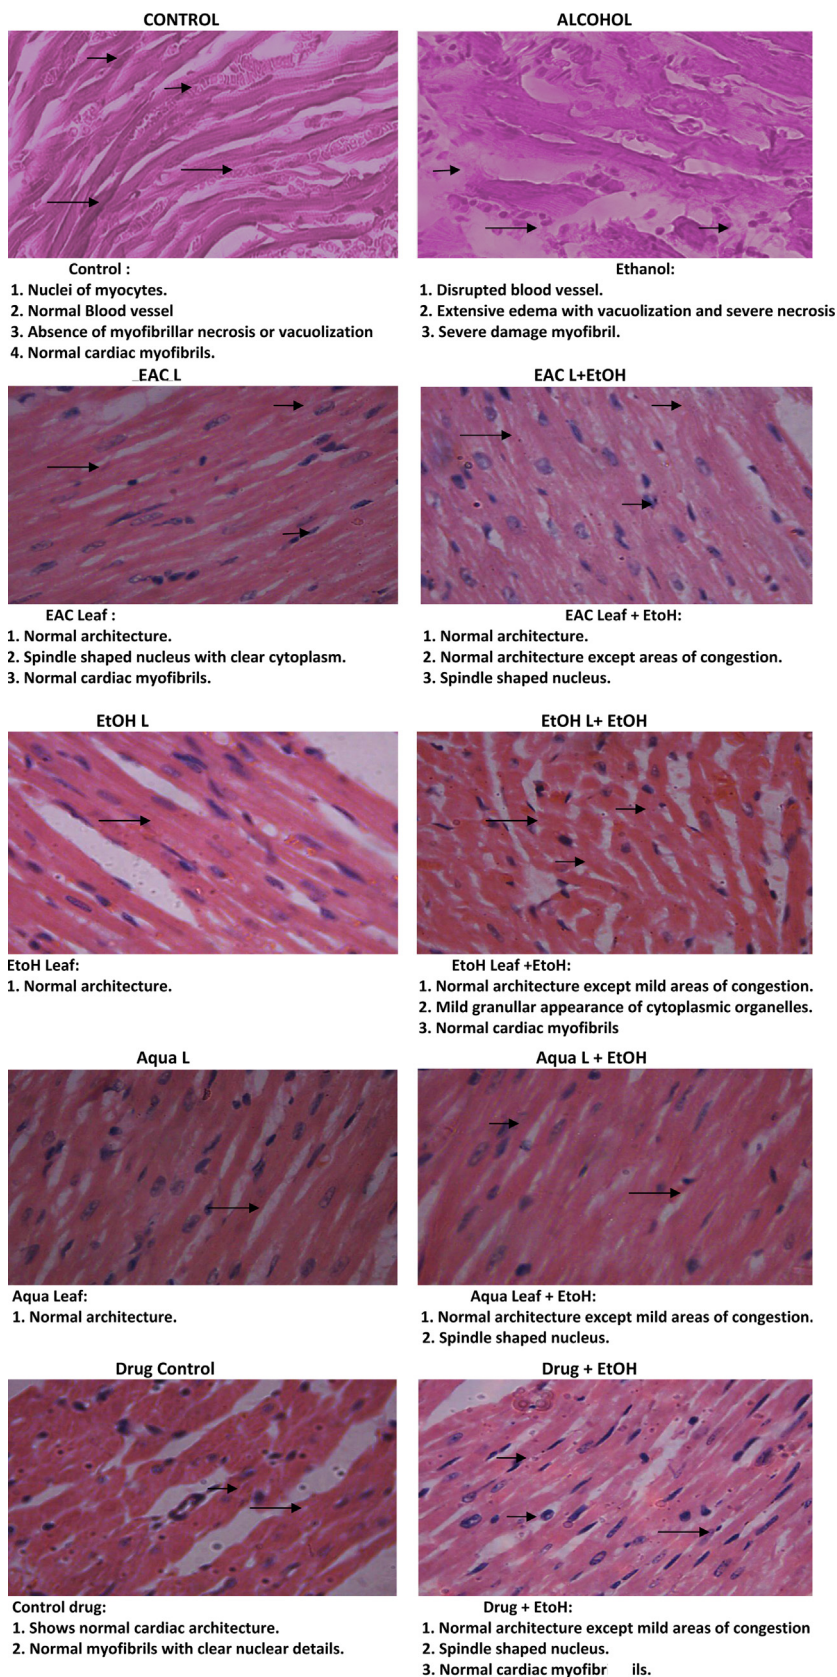 CONTROL
ALCOHOL
Control :
1. Nuclei of myocytes.
2. Normal Blood vessel
3. Absence of myofibrillar necrosis or vacuolization
4. Normal cardiac myofibrils.
Ethanol:
1. Disrupted blood vessel.
2. Extensive edema with vacuolization and severe necrosis
3. Severe damage myofibril.
EAC L
EAC L+EtOH
EAC Leaf :
1. Normal architecture.
2. Spindle shaped nucleus with clear cytoplasm.
3. Normal cardiac myofibrils.
EAC Leaf + EtoH:
1. Normal architecture.
2. Normal architecture except areas of congestion.
3. Spindle shaped nucleus.
EtOH L
EtOH L+ EtOH
EtoH Leaf:
1. Normal architecture.
EtoH Leaf +EtoH:
1. Normal architecture except mild areas of congestion.
2. Mild granullar appearance of cytoplasmic organelles.
3. Normal cardiac myofibrils
Aqua L
Aqua L + EtOH
Aqua Leaf:
1. Normal architecture.
Aqua Leaf + EtoH:
1. Normal architecture except mild areas of congestion.
2. Spindle shaped nucleus.
Drug Control
Drug + EtOH
Control drug:
1. Shows normal cardiac architecture.
2. Normal myofibrils with clear nuclear details.
Drug + EtoH:
1. Normal architecture except mild areas of congestion
2. Spindle shaped nucleus.
3. Normal cardiac myofibr ils.